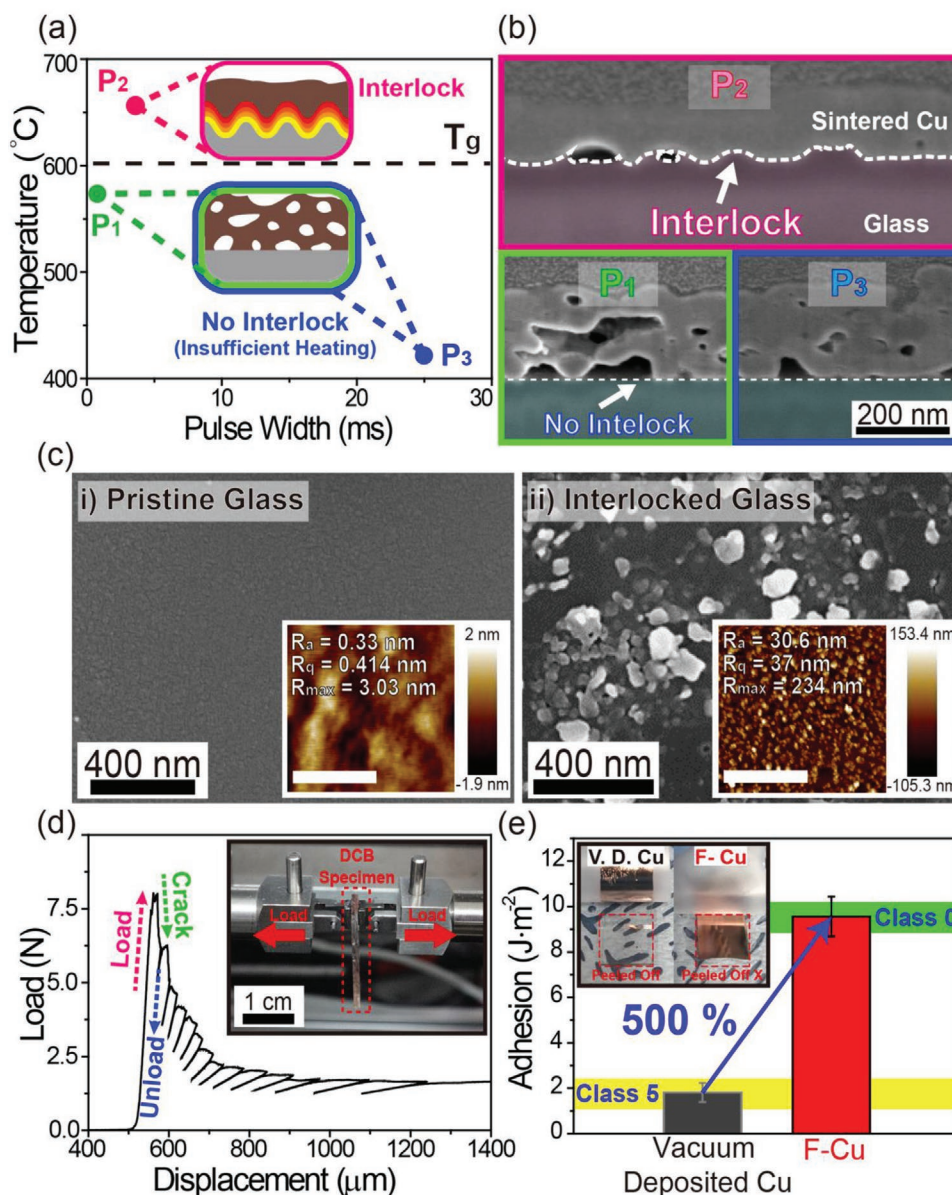 (a)
700
600
500
400
Temperature (°C)
0
10
20
30
Pulse Width (ms)
P2
Interlock
Tg
P1
No Interlock
(Insufficient Heating)
P3
(b)
P2
Sintered Cu
Interlock
Glass
P1
No Intelock
P3
200 nm
(c)
i) Pristine Glass
Ra = 0.33 nm
Rq = 0.414 nm
Rmax = 3.03 nm
2 nm
-1.9 nm
400 nm
ii) Interlocked Glass
Ra = 30.6 nm
Rq = 37 nm
Rmax = 234 nm
153.4 nm
-105.3 nm
400 nm
(d)
7.5
5.0
2.5
0.0
Load (N)
400
600
800
1000
1200
1400
Displacement (μm)
Load
Unload
Crack
DCB
Specimen
Load
Load
1 cm
(e)
12
10
8
6
4
2
0
Adhesion (J·m⁻²)
V. D. Cu
F- Cu
Peeled Off
Peeled Off X
500 %
Class 5
Class 0
Vacuum
Deposited Cu
F-Cu